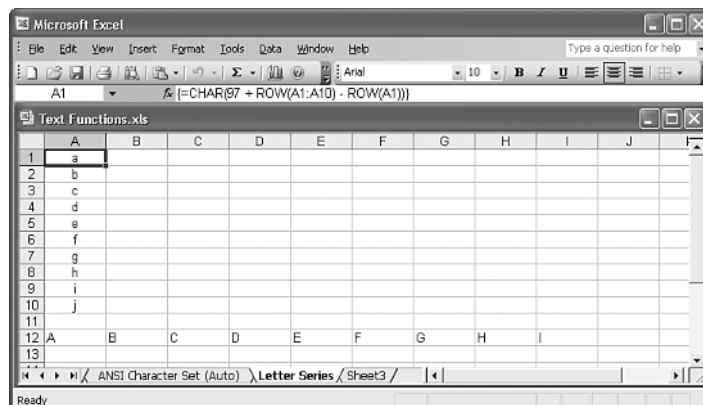 Microsoft Excel
File Edit View Insert Format Tools Data Window Help Type a question for help
Σ Arial 10 B I U
A1 fx {=CHAR(97 + ROW(A1:A10) - ROW(A1))}
Text Functions.xls
A B C D E F G H I J
1 a
2 b
3 c
4 d
5 e
6 f
7 g
8 h
9 i
10 j
11
12 A B C D E F G H I
13
ANSI Character Set (Auto) Letter Series Sheet3
Ready